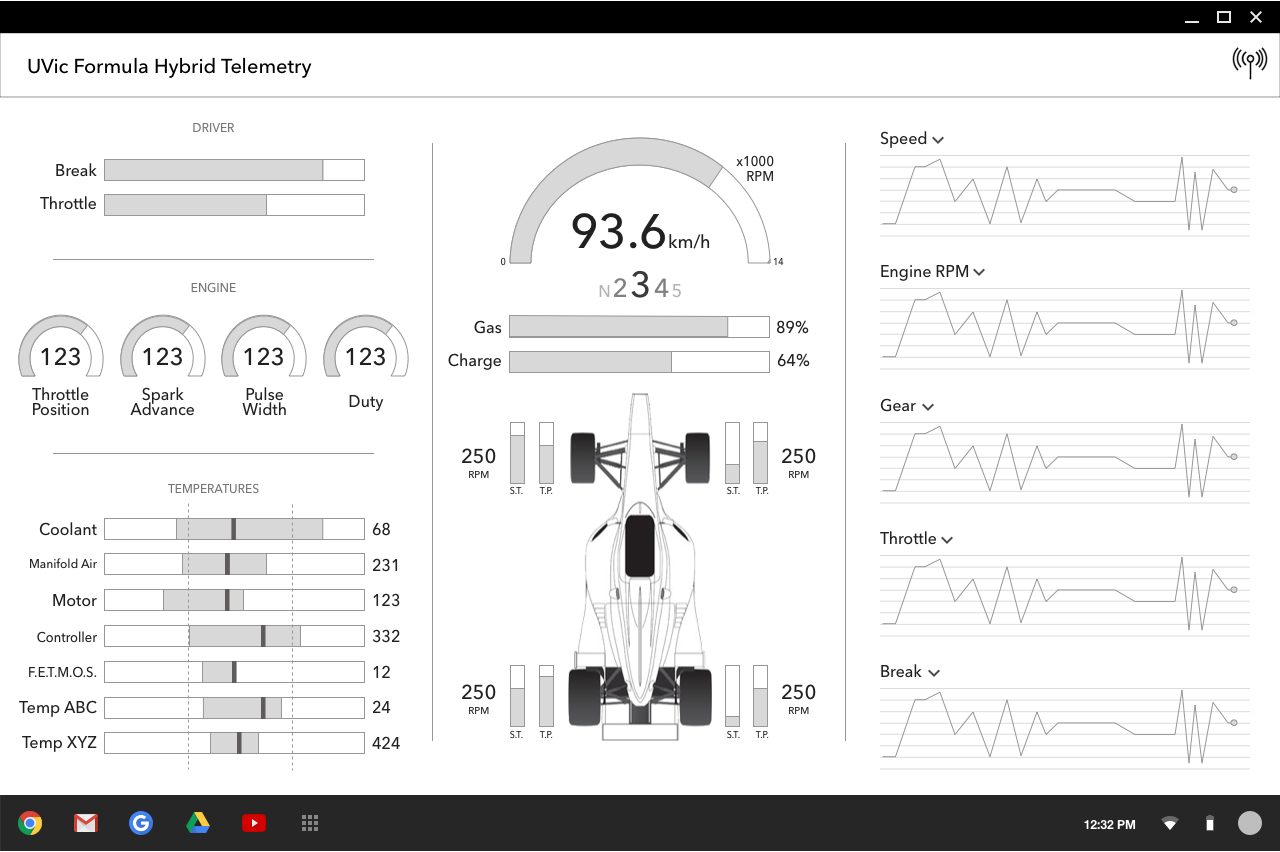 UVic Formula Hybrid Telemetry
DRIVER
Break
Throttle
ENGINE
123
123
123
123
Throttle
Position
Spark
Advance
Pulse
Width
Duty
TEMPERATURES
Coolant
68
Manifold Air
231
Motor
123
Controller
332
F.E.T.M.O.S.
12
Temp ABC
24
Temp XYZ
424
x1000
RPM
93.6km/h
0
14
N2345
Gas
89%
Charge
64%
250
RPM
S.T.
T.P.
S.T.
T.P.
250
RPM
250
RPM
S.T.
T.P.
S.T.
T.P.
250
RPM
Speed
Engine RPM
Gear
Throttle
Break
12:32 PM